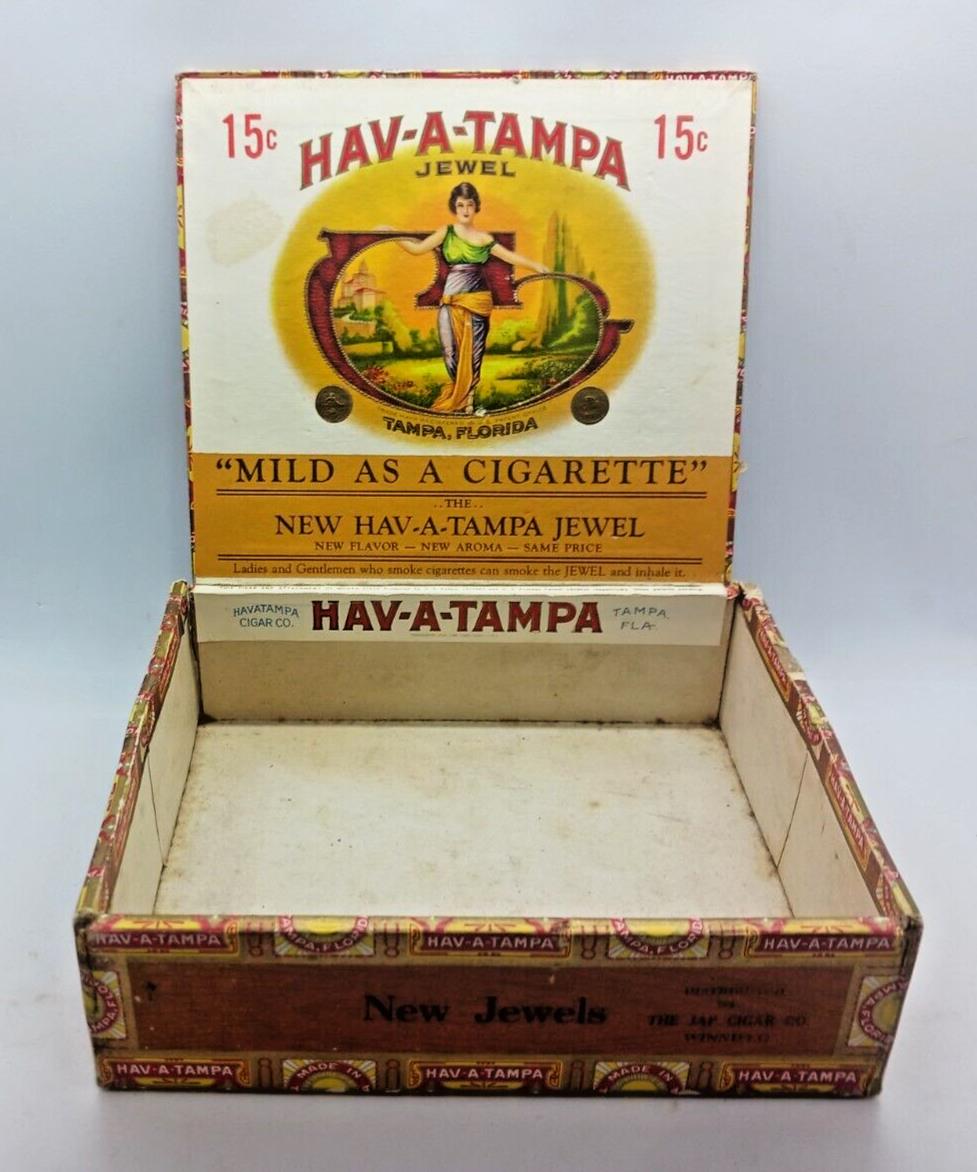 HAV-A-TAMPA
15c HAV-A-TAMPA 15c
JEWEL
TAMPA, FLORIDA
"MILD AS A CIGARETTE"
..THE..
NEW HAV-A-TAMPA JEWEL
NEW FLAVOR — NEW AROMA — SAME PRICE
Ladies and Gentlemen who smoke cigarettes can smoke the JEWEL and inhale it.
HAVATAMPA CIGAR CO. HAV-A-TAMPA TAMPA, FLA.
HAV-A-TAMPA TAMPA, FLORIDA HAV-A-TAMPA TAMPA, FLORIDA HAV-A-TAMPA
New Jewels
THE CIGAR CO.
HAV-A-TAMPA MADE IN HAV-A-TAMPA MADE IN HAV-A-TAMPA